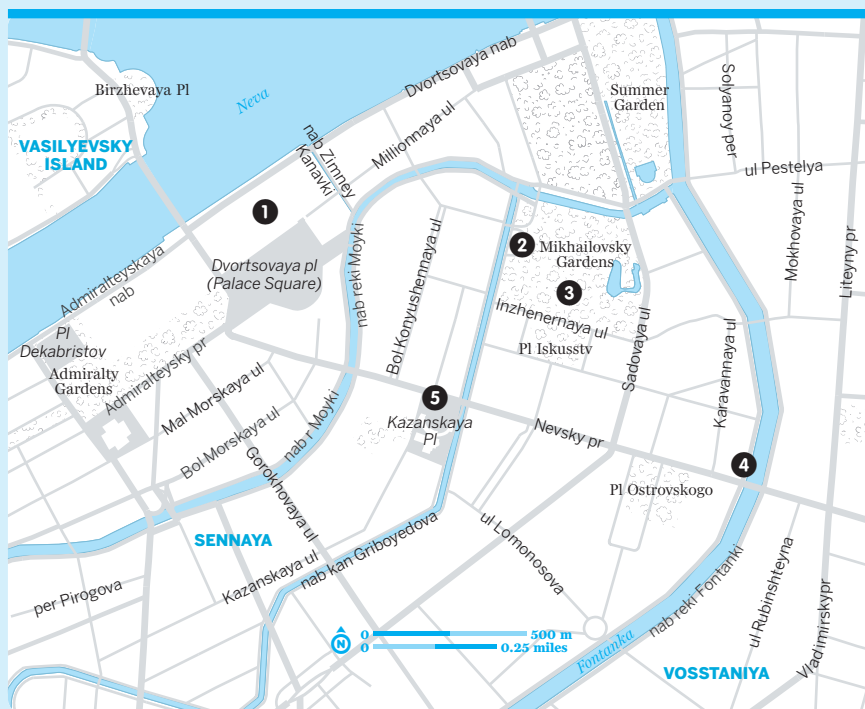 Birzhevaya Pl
Neva
Dvortsovaya nab
Summer
Garden
Solyanoy per
VASILYEVSKY
ISLAND
nab Zimney
Kanavki
Millionnaya ul
ul Pestelya
1
2
Mikhailovsky
Gardens
3
Mokhovaya ul
Liteyny pr
Admiralteyskaya
nab
Dvortsovaya pl
(Palace Square)
nab reki Moyki
Bol Konyushennaya ul
Inzhenernaya ul
Pl Iskusstv
Sadovaya ul
Karavannaya ul
Pl
Dekabristov
Admiralty
Gardens
Admiralteysky pr
Mal Morskaya ul
Bol Morskaya ul
nab r Moyki
5
Kazanskaya
Pl
Nevsky pr
4
Gorokhovaya ul
Pl Ostrovskogo
SENNAYA
ul Lomonosova
Kazanskaya ul
nab kan Griboyedova
per Pirogova
nab reki Fontanki
ul Rubinshteyna
Vladimirskypr
N
0 500 m
0 0.25 miles
Fontanka
VOSSTANIYA